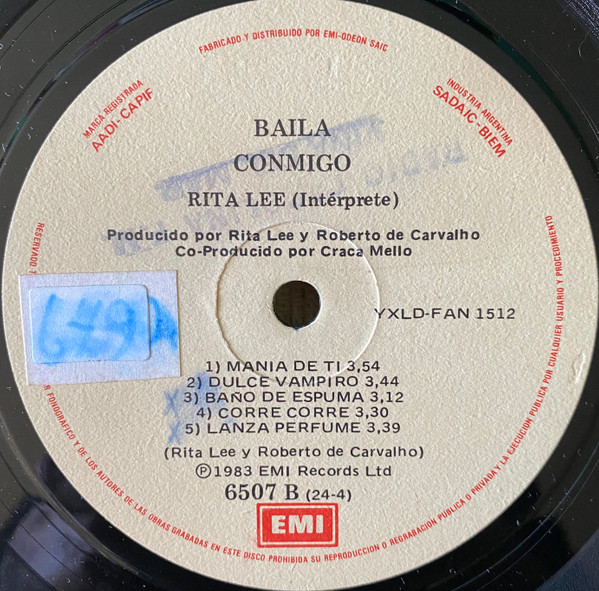 FABRICADO Y DISTRIBUIDO POR EMI-ODEON SAIC
MARCA REGISTRADA
AADI-CAPIF
INDUSTRIA ARGENTINA
SADAIC-BIEM
BAILA
CONMIGO
RITA LEE (Intérprete)
Producido por Rita Lee y Roberto de Carvalho
Co-Producido por Craca Mello
679A
YXLD-FAN 1512
1) MANIA DE TI 3,54
2) DULCE VAMPIRO 3,44
X 3) BAÑO DE ESPUMA 3,12
4) CORRE CORRE 3,30
X 5) LANZA PERFUME 3,39
(Rita Lee y Roberto de Carvalho)
Ⓟ1983 EMI Records Ltd
6507 B (24-4)
EMI
RESERVADO
R FONOGRAFICO Y DE LOS AUTORES DE LAS OBRAS GRABADAS EN ESTE DISCO PROHIBIDA SU REPRODUCCION O REGRABACION PUBLICA O PRIVADA Y LA EJECUCION PUBLICA POR CUALQUIER USUARIO Y PROCEDIMIENTO